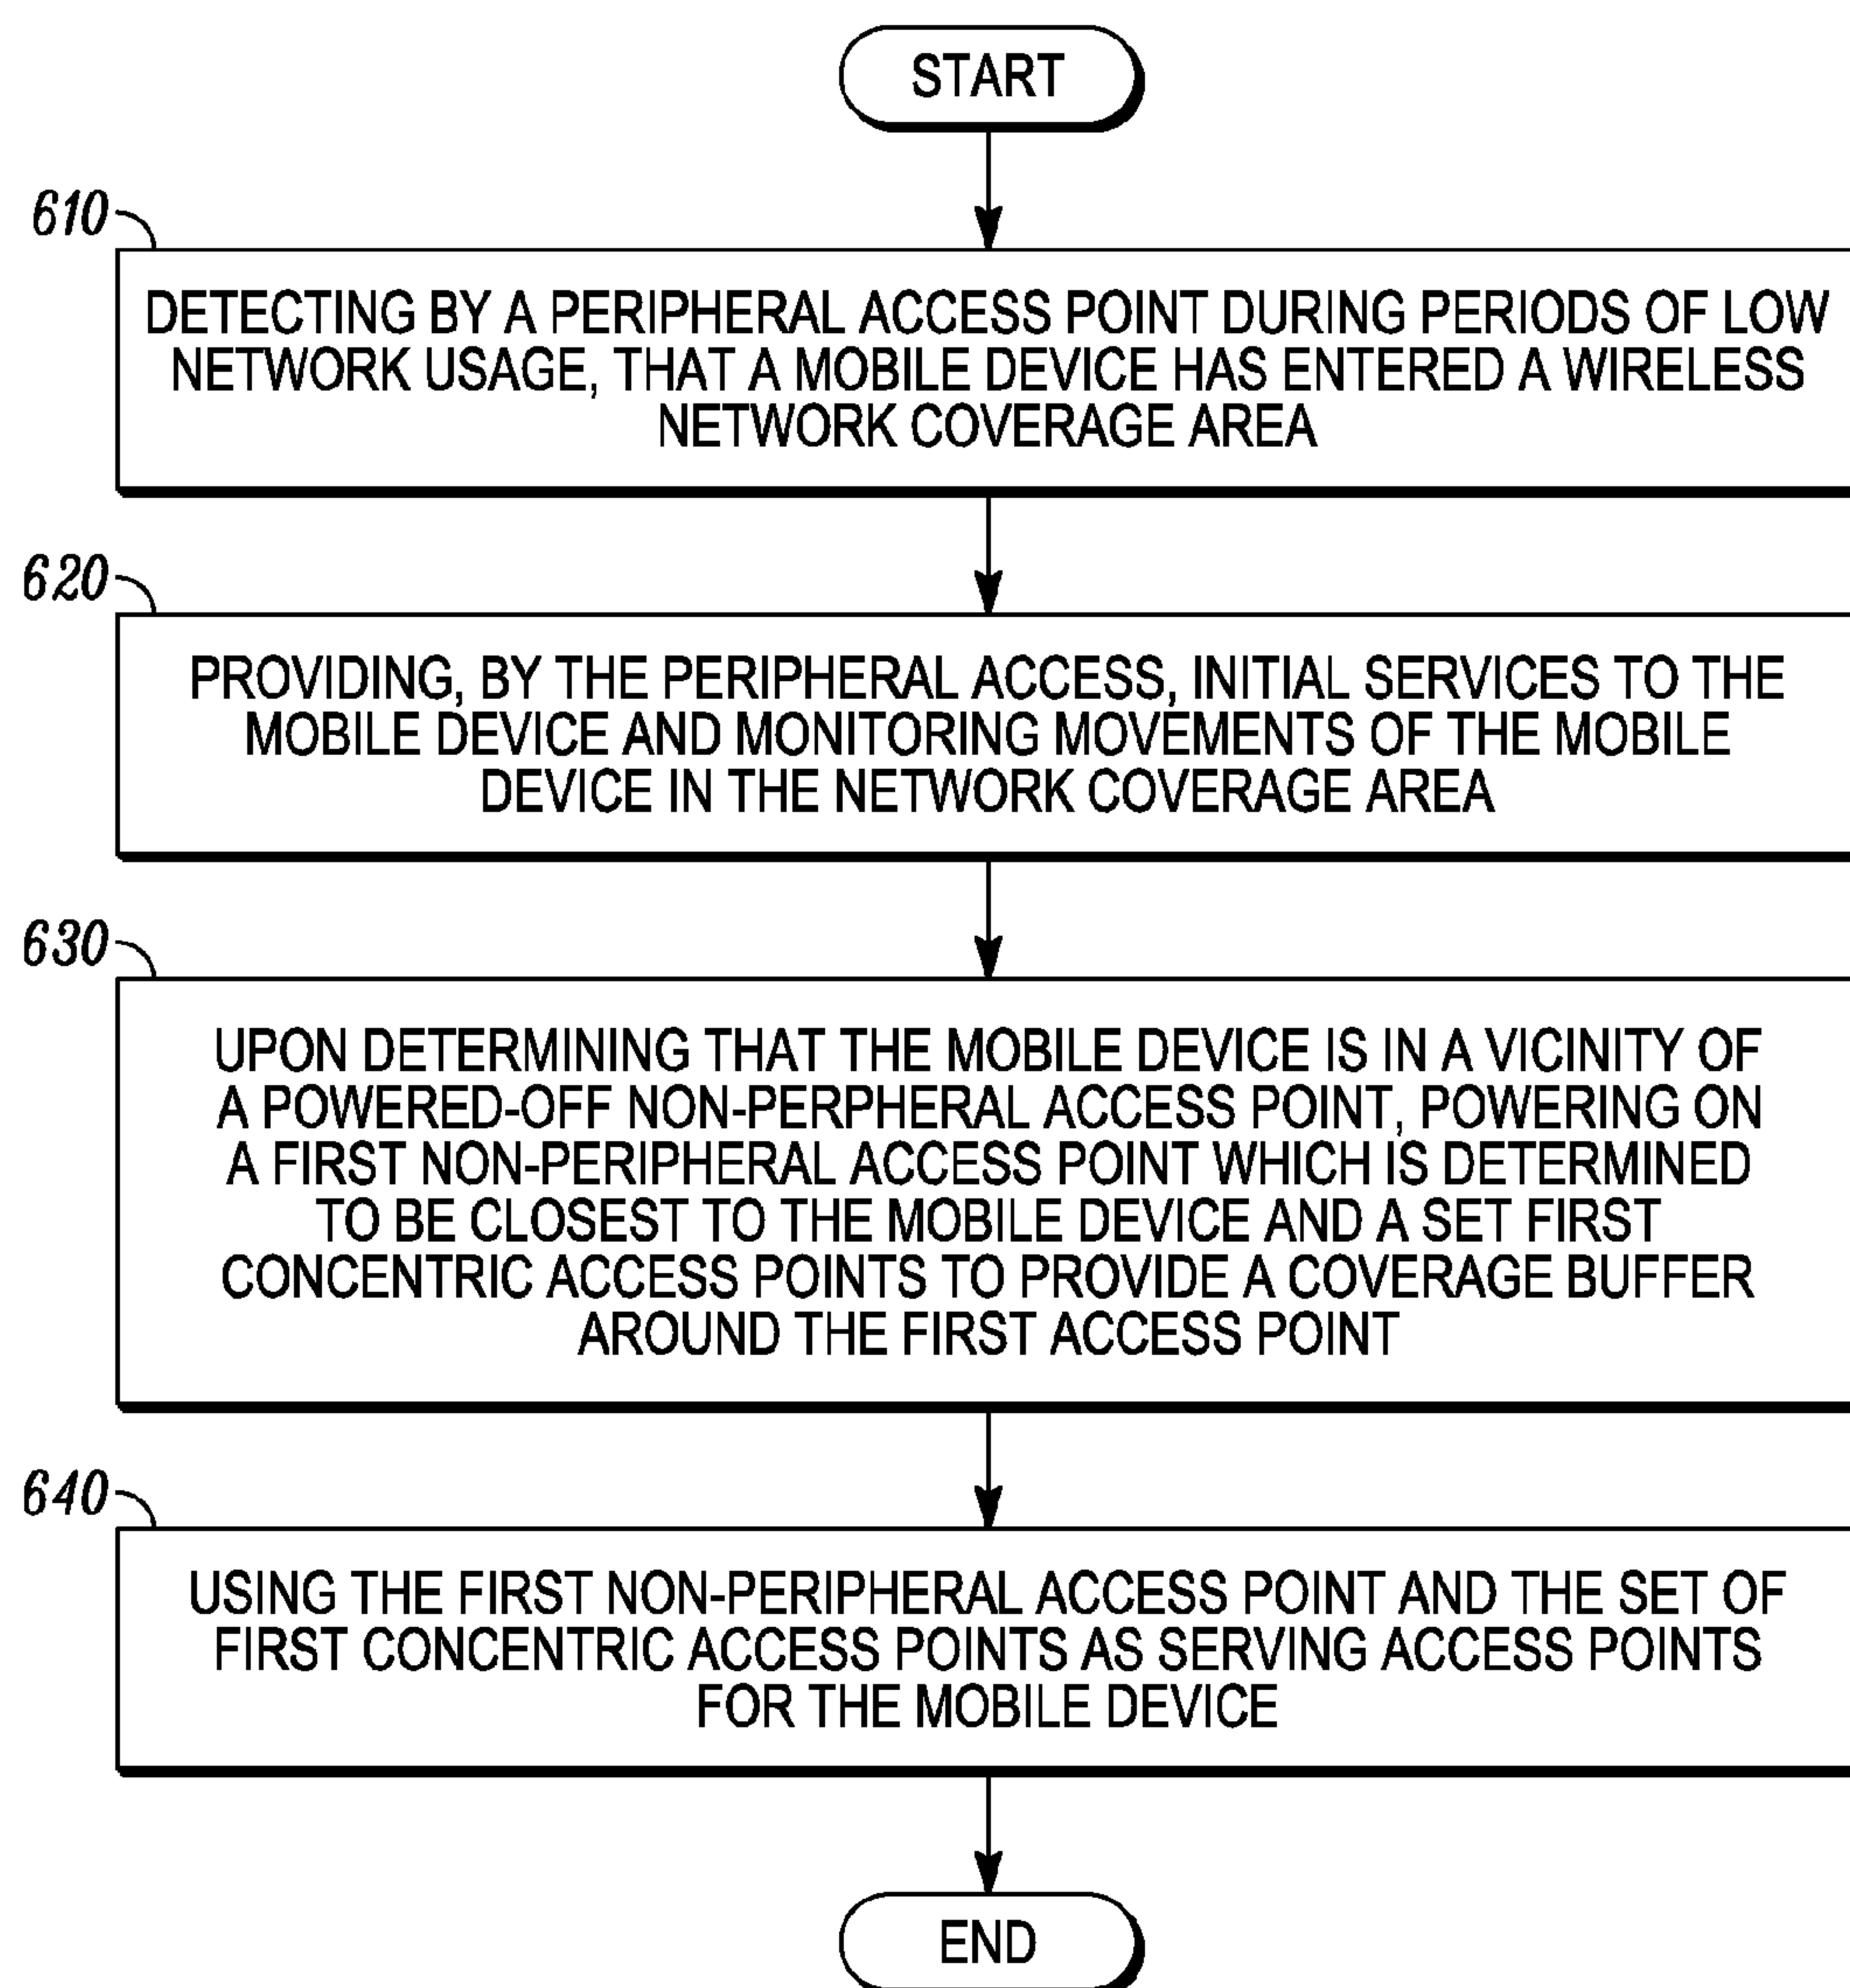 START
610
DETECTING BY A PERIPHERAL ACCESS POINT DURING PERIODS OF LOW
NETWORK USAGE, THAT A MOBILE DEVICE HAS ENTERED A WIRELESS
NETWORK COVERAGE AREA
620
PROVIDING, BY THE PERIPHERAL ACCESS, INITIAL SERVICES TO THE
MOBILE DEVICE AND MONITORING MOVEMENTS OF THE MOBILE
DEVICE IN THE NETWORK COVERAGE AREA
630
UPON DETERMINING THAT THE MOBILE DEVICE IS IN A VICINITY OF
A POWERED-OFF NON-PERPHERAL ACCESS POINT, POWERING ON
A FIRST NON-PERIPHERAL ACCESS POINT WHICH IS DETERMINED
TO BE CLOSEST TO THE MOBILE DEVICE AND A SET FIRST
CONCENTRIC ACCESS POINTS TO PROVIDE A COVERAGE BUFFER
AROUND THE FIRST ACCESS POINT
640
USING THE FIRST NON-PERIPHERAL ACCESS POINT AND THE SET OF
FIRST CONCENTRIC ACCESS POINTS AS SERVING ACCESS POINTS
FOR THE MOBILE DEVICE
END